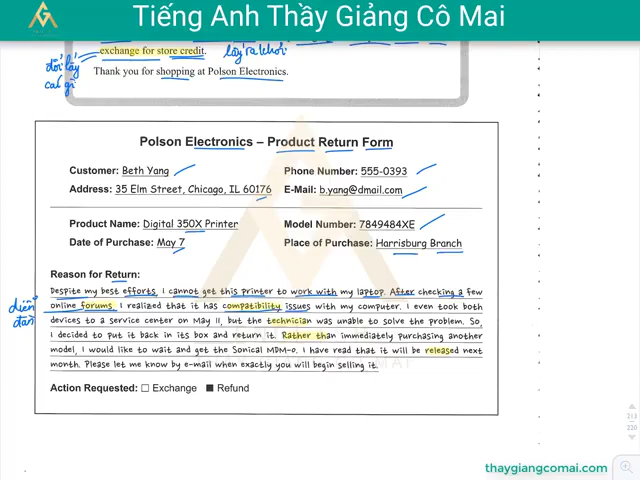 Tiếng Anh Thầy Giảng Cô Mai
exchange for store credit.
lấy ra khỏi
đổi lấy
cái gì
Thank you for shopping at Polson Electronics.
Polson Electronics – Product Return Form
Customer: Beth Yang
Phone Number: 555-0393
Address: 35 Elm Street, Chicago, IL 60176
E-Mail: b.yang@dmail.com
Product Name: Digital 350X Printer
Model Number: 7849484XE
Date of Purchase: May 7
Place of Purchase: Harrisburg Branch
Reason for Return:
Despite my best efforts, I cannot get this printer to work with my laptop. After checking a few
diễn đàn
online forums, I realized that it has compatibility issues with my computer. I even took both
devices to a service center on May 11, but the technician was unable to solve the problem. So,
I decided to put it back in its box and return it. Rather than immediately purchasing another
model, I would like to wait and get the Sonical MDM-0. I have read that it will be released next
month. Please let me know by e-mail when exactly you will begin selling it.
Action Requested: ☐ Exchange ■ Refund
213
220
thaygiangcomai.com